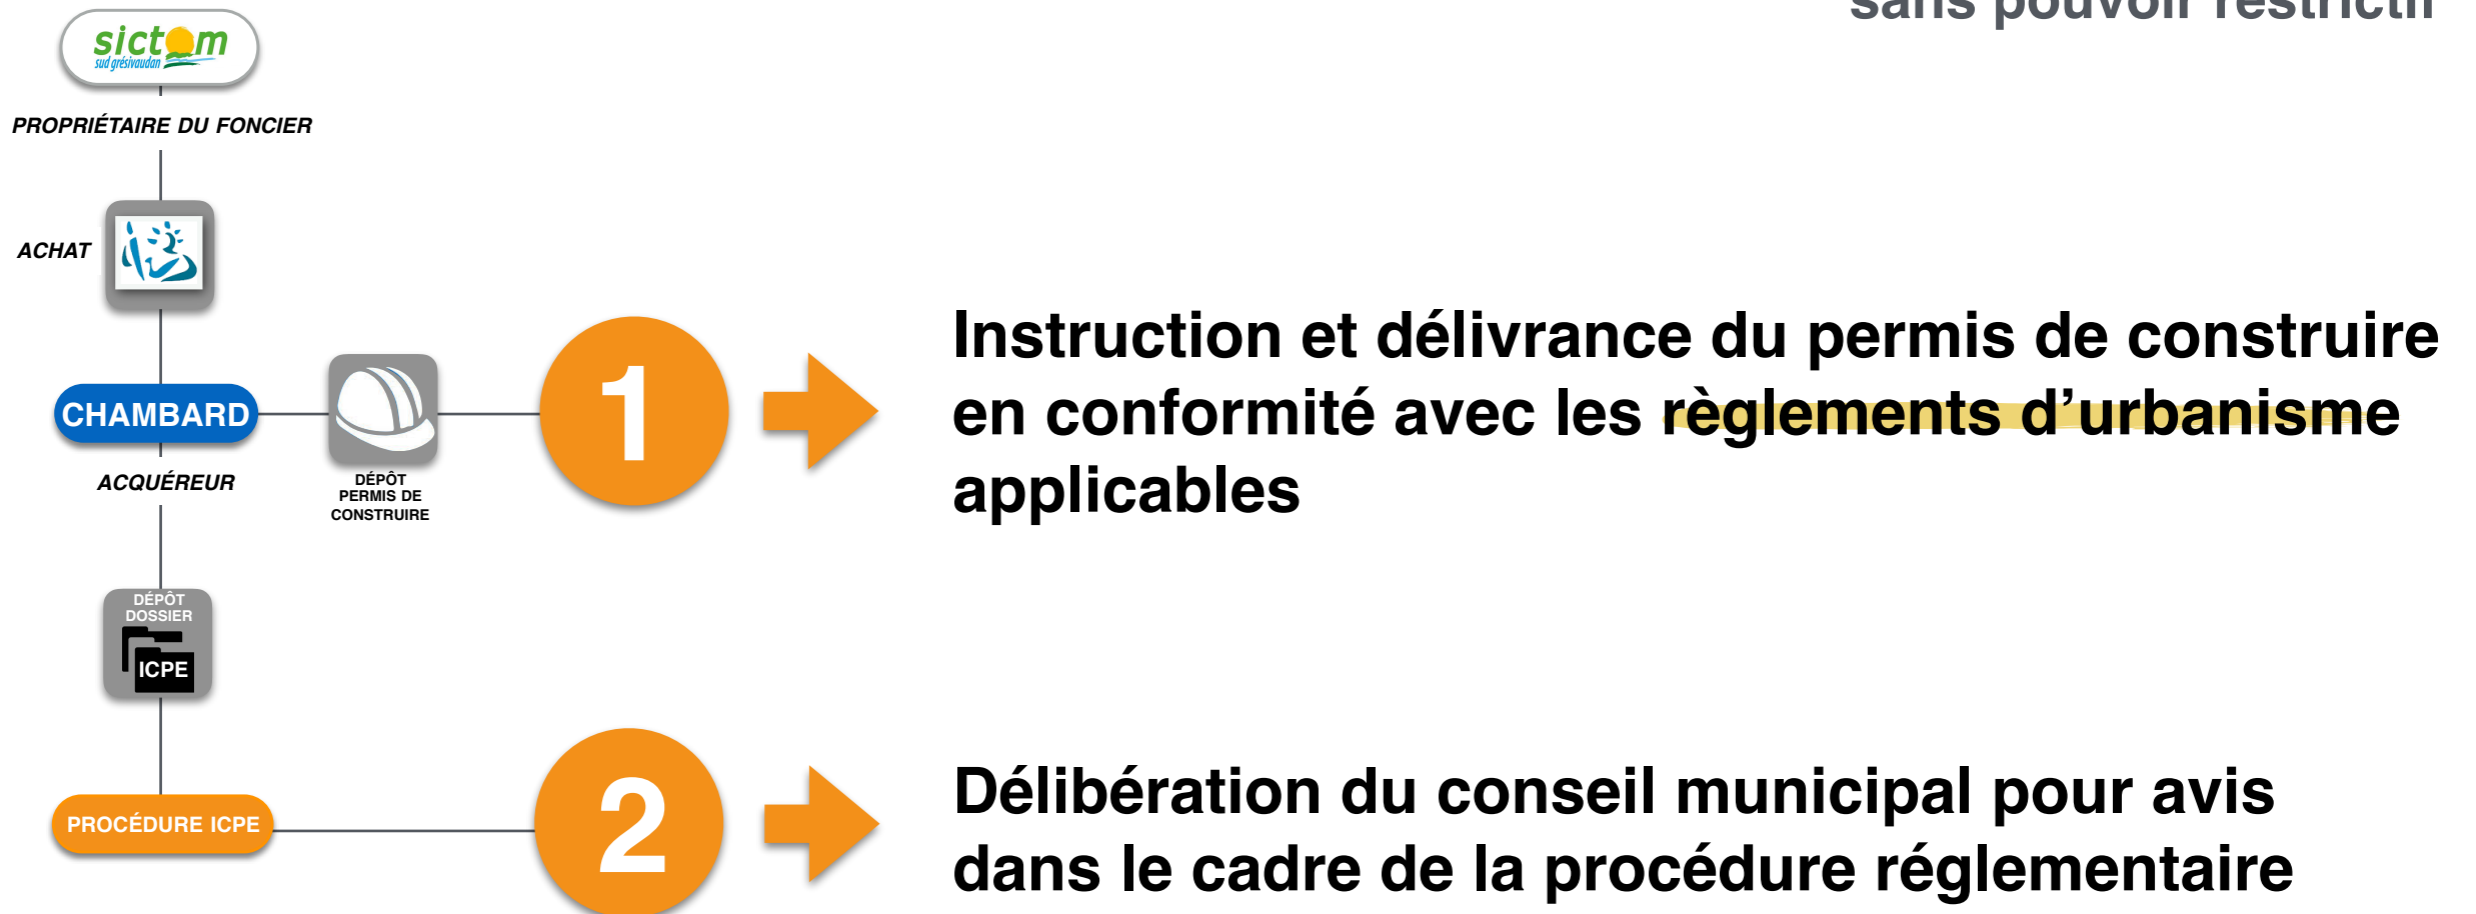 sans pouvoir restrictif
sictom
sud grésivaudan
PROPRIÉTAIRE DU FONCIER
ACHAT
CHAMBARD
ACQUÉREUR
DÉPÔT
PERMIS DE
CONSTRUIRE
1
Instruction et délivrance du permis de construire
en conformité avec les règlements d’urbanisme
applicables
DÉPÔT
DOSSIER
ICPE
PROCÉDURE ICPE
2
Délibération du conseil municipal pour avis
dans le cadre de la procédure réglementaire